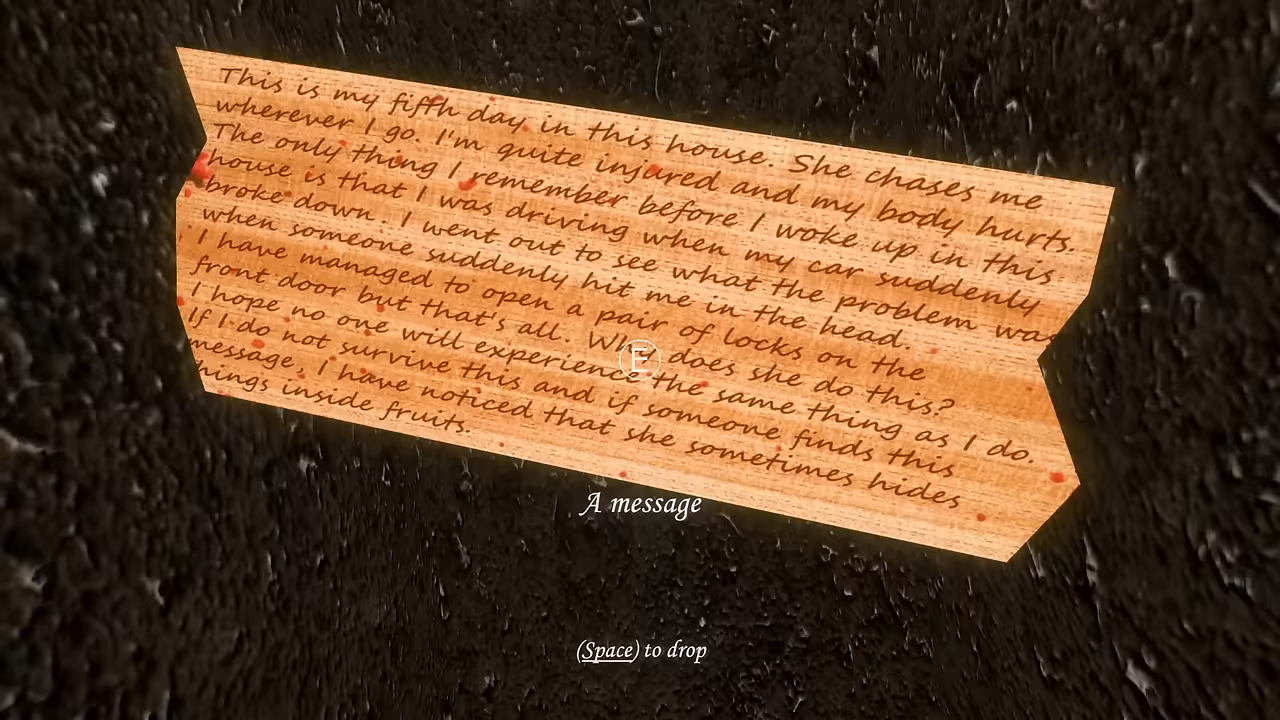 This is my fifth day in this house. She chases me
wherever I go. I'm quite injured and my body hurts.
The only thing I remember before I woke up in this
house is that I was driving when my car suddenly
broke down. I went out to see what the problem was
when someone suddenly hit me in the head.
I have managed to open a pair of locks on the
front door but that's all. Why does she do this?
I hope no one will experience the same thing as I do.
If I do not survive this and if someone finds this
message, I have noticed that she sometimes hides
things inside fruits.
E
A message
(Space) to drop